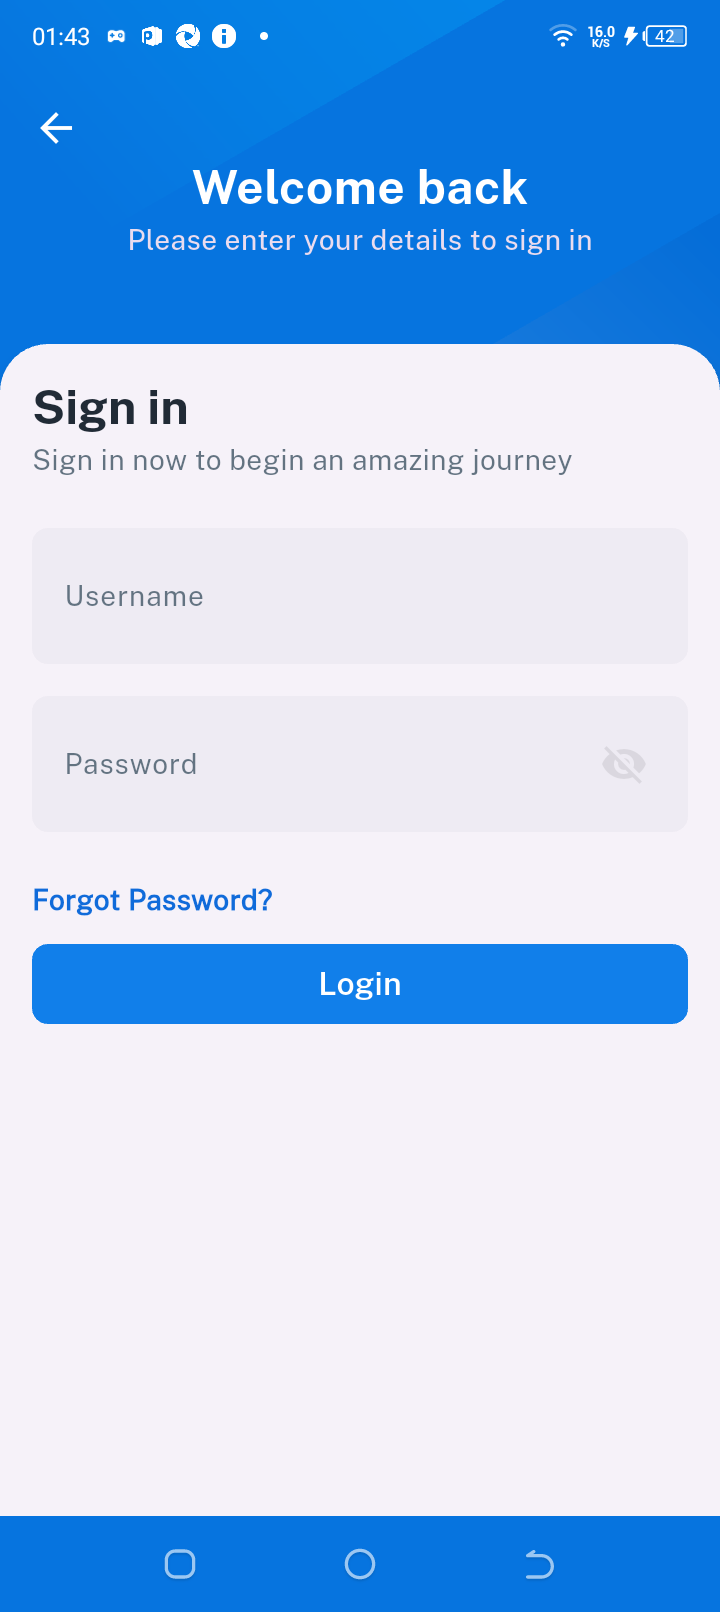 01:43
16.0
K/S
42
Welcome back
Please enter your details to sign in
Sign in
Sign in now to begin an amazing journey
Username
Password
Forgot Password?
Login